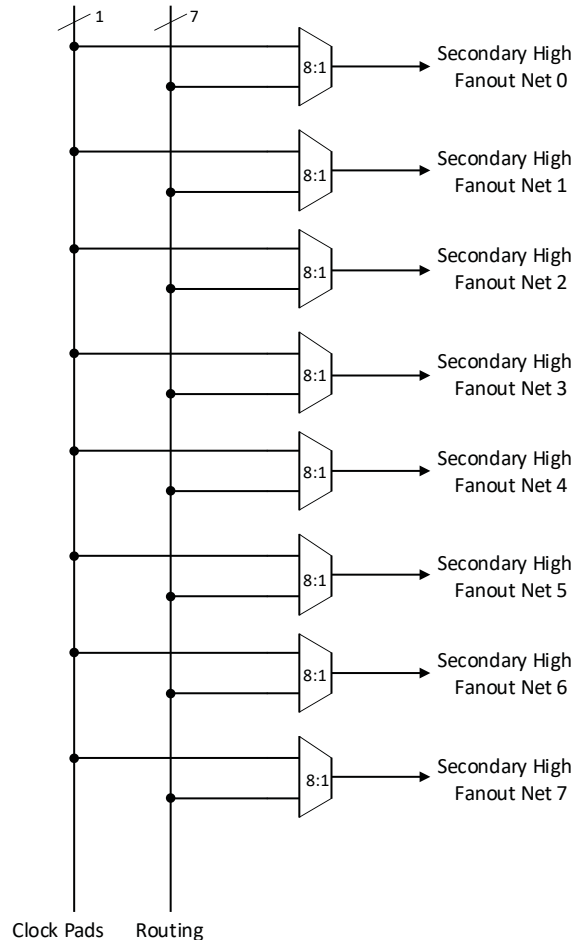 1
7
8:1
Secondary High
Fanout Net 0
8:1
Secondary High
Fanout Net 1
8:1
Secondary High
Fanout Net 2
8:1
Secondary High
Fanout Net 3
8:1
Secondary High
Fanout Net 4
8:1
Secondary High
Fanout Net 5
8:1
Secondary High
Fanout Net 6
8:1
Secondary High
Fanout Net 7
Clock Pads
Routing